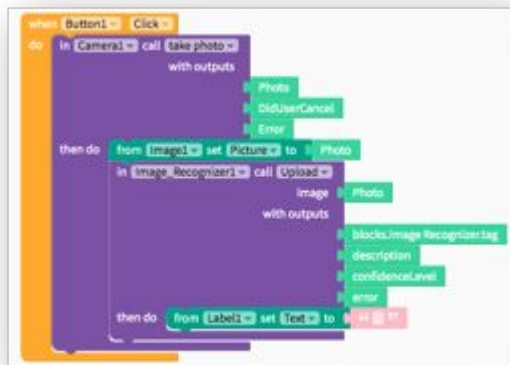 when Button1 Click
do in Camera1 call take photo
with outputs
Photo
DidUserCancel
Error
then do from Image1 set Picture to Photo
in Image_Recognizer1 call Upload
image Photo
with outputs
blocks.Image Recognizer.tag
description
confidenceLevel
error
then do from Label1 set Text to “ ”